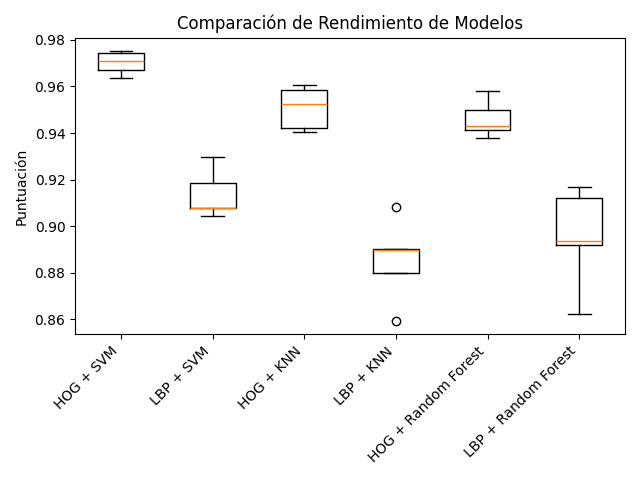 Comparación de Rendimiento de Modelos
Puntuación
0.98
0.96
0.94
0.92
0.90
0.88
0.86
HOG + SVM
LBP + SVM
HOG + KNN
LBP + KNN
HOG + Random Forest
LBP + Random Forest